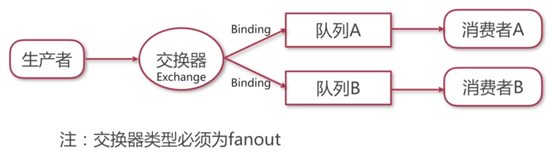 生产者
交换器
Exchange
Binding
队列A
消费者A
Binding
队列B
消费者B
注：交换器类型必须为fanout